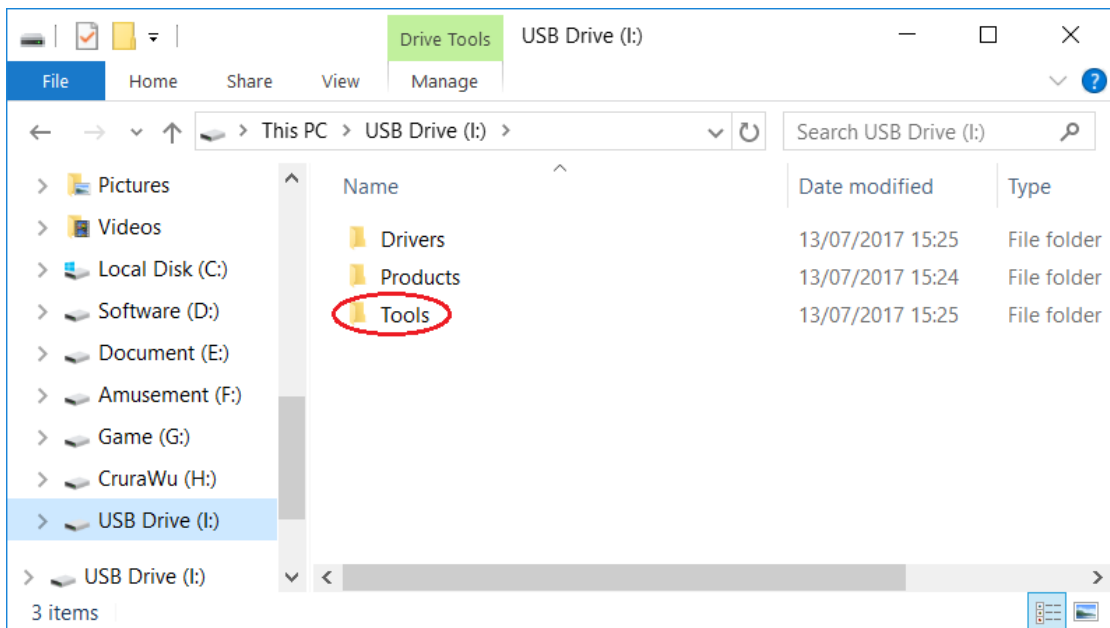 Drive Tools USB Drive (I:)
File Home Share View Manage ?
This PC > USB Drive (I:) > Search USB Drive (I:)
Pictures
Videos
Local Disk (C:)
Software (D:)
Document (E:)
Amusement (F:)
Game (G:)
CruraWu (H:)
USB Drive (I:)
USB Drive (I:)
Name Date modified Type
Drivers 13/07/2017 15:25 File folder
Products 13/07/2017 15:24 File folder
Tools 13/07/2017 15:25 File folder
3 items